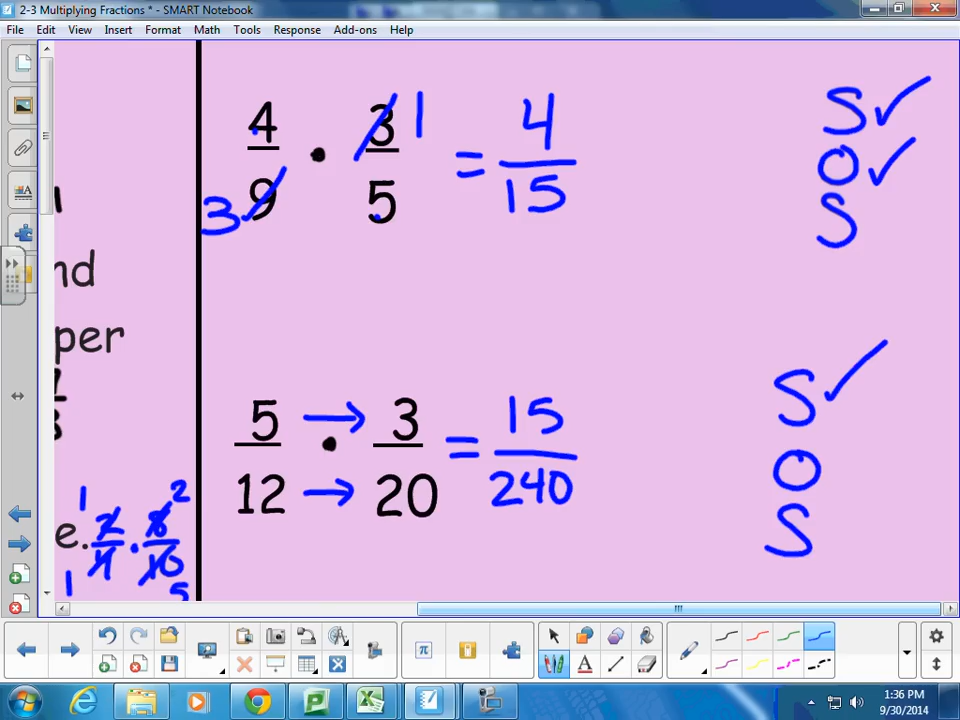 2-3 Multiplying Fractions * - SMART Notebook
File Edit View Insert Format Math Tools Response Add-ons Help
4/9 • 3/5 1 = 4/15
3
S ✓
O ✓
S
nd
per
5/12 → • → 3/20 = 15/240
S ✓
O
S
1 2
e. 2/4 • 8/10
1 5
1:36 PM
9/30/2014